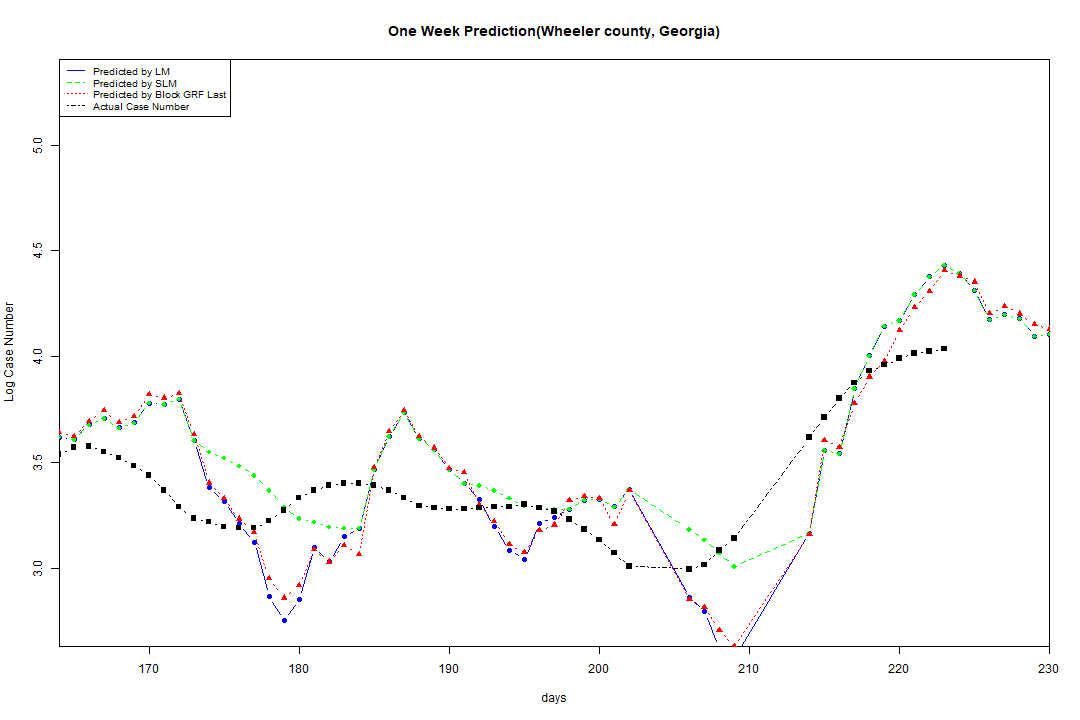 One Week Prediction(Wheeler county, Georgia)
Predicted by LM
Predicted by SLM
Predicted by Block GRF Last
Actual Case Number
5.0
4.5
4.0
3.5
3.0
Log Case Number
170 180 190 200 210 220 230
days